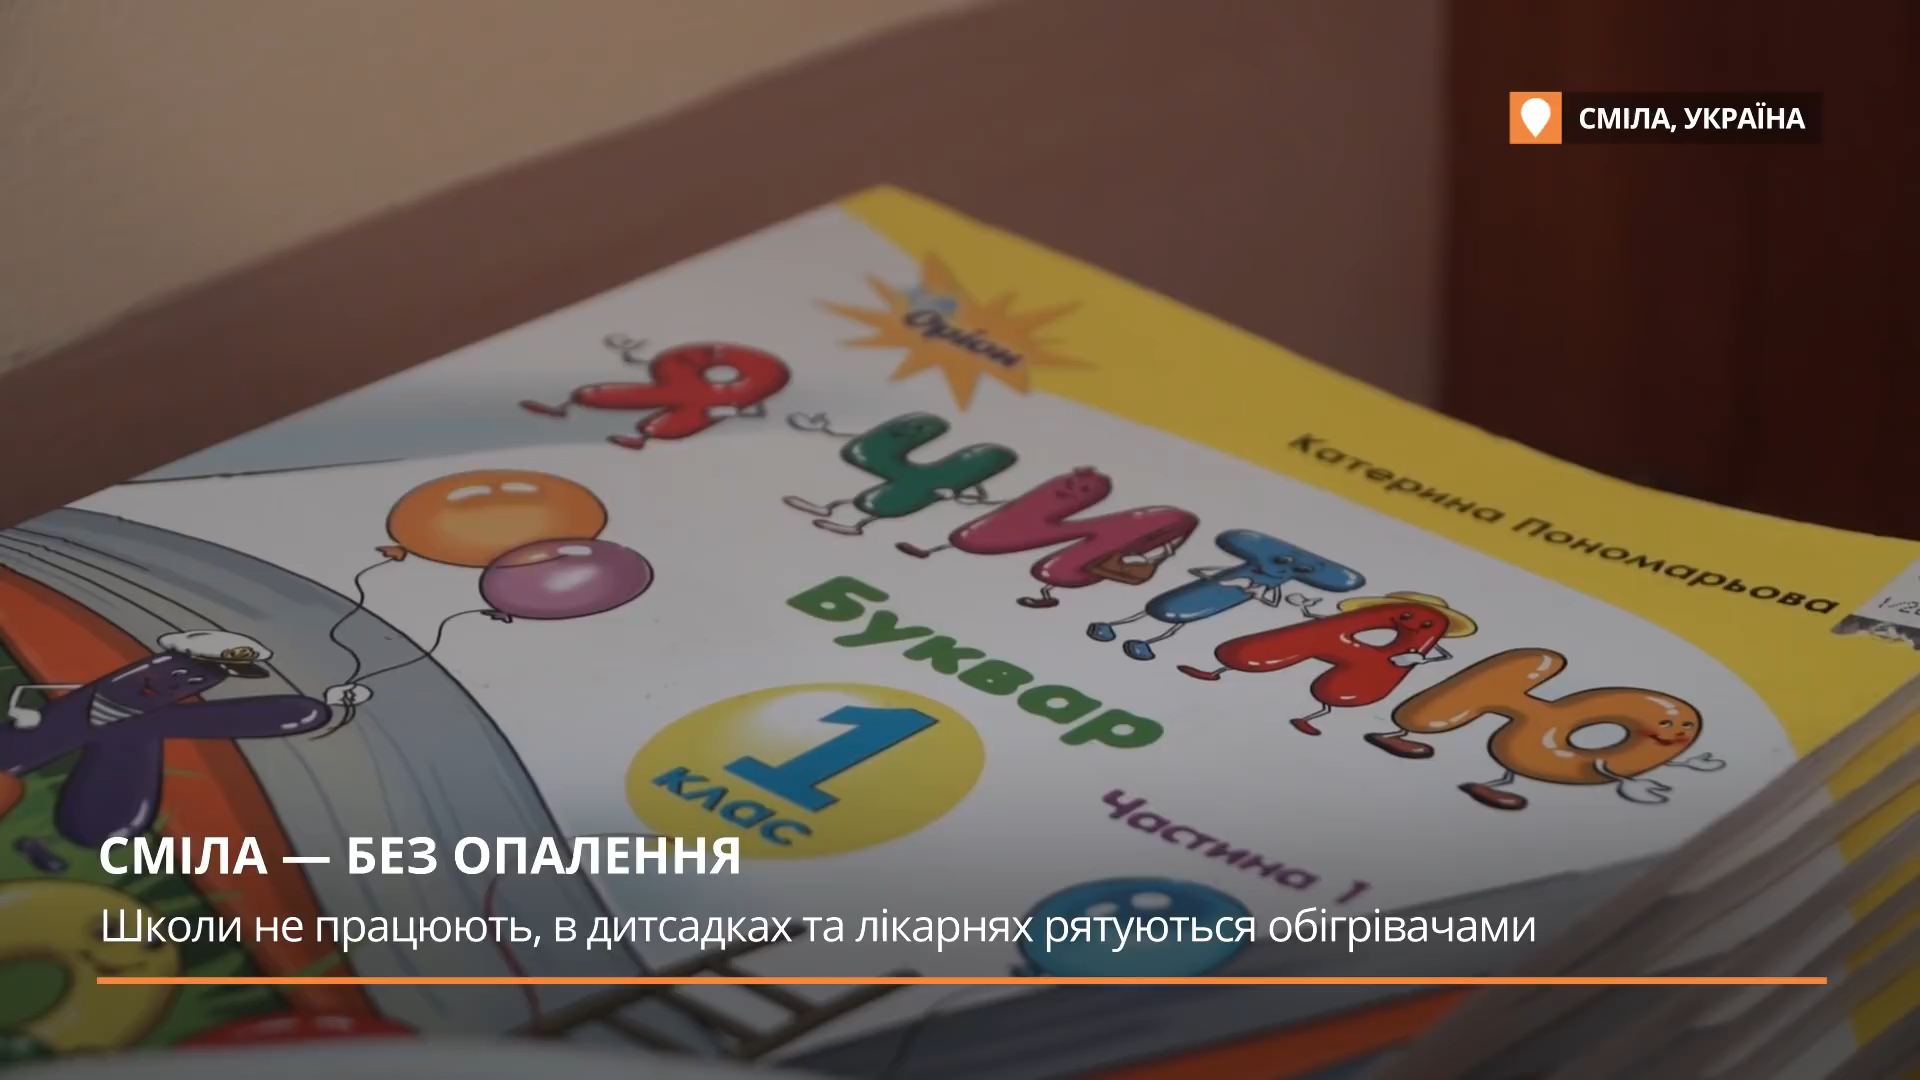 СМІЛА, УКРАЇНА
Оріон
Я ЧИТАЮ
Катерина Пономарьова
Буквар
1
клас
Частина 1
СМІЛА — БЕЗ ОПАЛЕННЯ
Школи не працюють, в дитсадках та лікарнях рятуються обігрівачами